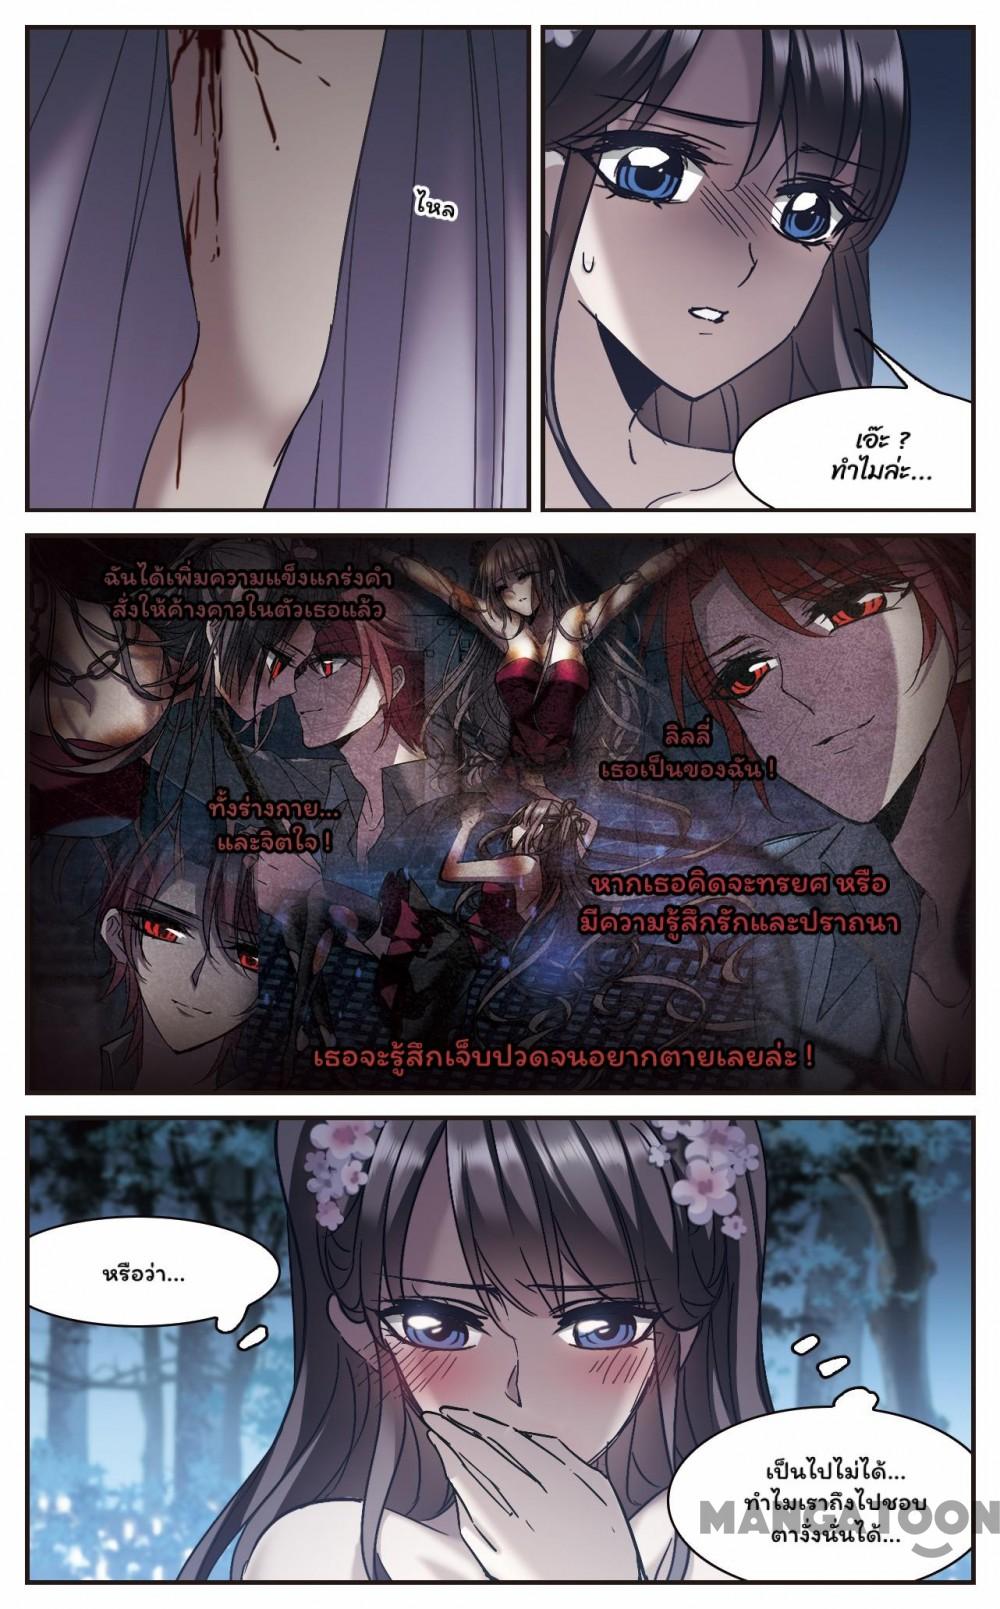 ไหล
เอ๊ะ ?
ทำไมล่ะ...
ฉันได้เพิ่มความแข็งแกร่งคำ
สั่งให้ค้างคาวในตัวเธอแล้ว
ลิลลี่
เธอเป็นของฉัน !
ทั้งร่างกาย...
และจิตใจ !
หากเธอคิดจะทรยศ หรือ
มีความรู้สึกรักและปรารถนา
เธอจะรู้สึกเจ็บปวดจนอยากตายเลยล่ะ !
หรือว่า...
เป็นไปไม่ได้...
ทำไมเราถึงไปชอบ
ตางั่งนั่นได้...
MANGATOON